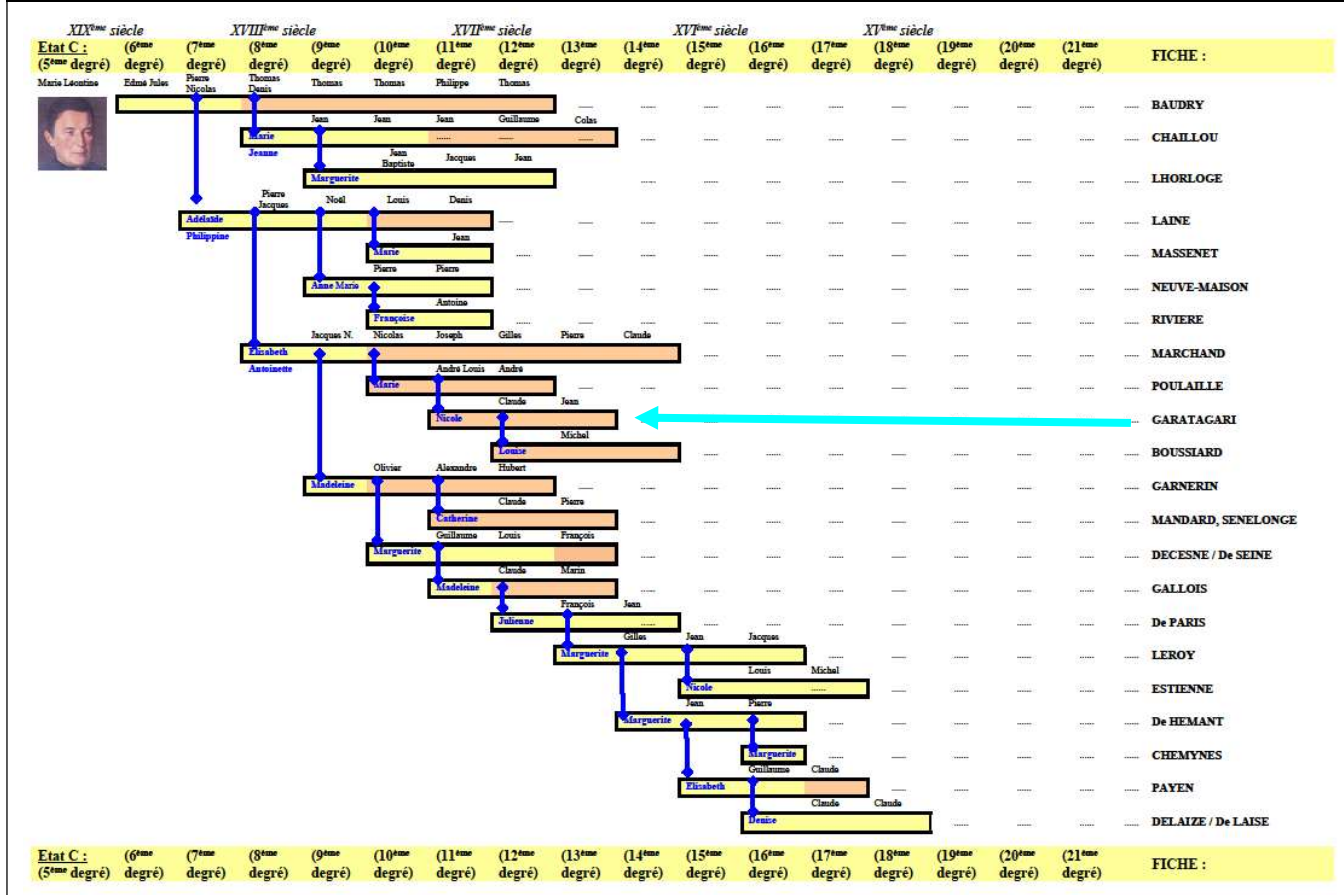 XIXème siècle XVIIIème siècle XVIIème siècle XVIème siècle XVème siècle
Etat C : (6ème (7ème (8ème (9ème (10ème (11ème (12ème (13ème (14ème (15ème (16ème (17ème (18ème (19ème (20ème (21ème FICHE :
(5ème degré) degré) degré) degré) degré) degré) degré) degré) degré) degré) degré) degré) degré) degré) degré) degré) degré)
Marie Léontine Edmé Jules Pierre Nicolas Thomas Denis Thomas Thomas Philippe Thomas
...... ...... ...... ...... ...... ...... ...... ...... ...... ...... BAUDRY
Jean Jean Jean Guillaume Colas
Marie ...... ...... ...... ...... ...... ...... ...... ...... ...... ...... ...... ...... CHAILLOU
Jeanne Jean Baptiste Jacques Jean
Marguerite ...... ...... ...... ...... ...... ...... ...... ...... ...... LHORLOGE
Pierre Jacques Noël Louis Denis
Adélaïde ...... ...... ...... ...... ...... ...... ...... ...... ...... ...... ...... LAINE
Philippine Jean
Marie ...... ...... ...... ...... ...... ...... ...... ...... ...... ...... ...... MASSENET
Pierre Pierre
Anne Marie ...... ...... ...... ...... ...... ...... ...... ...... ...... ...... ...... NEUVE-MAISON
Antoine
Françoise ...... ...... ...... ...... ...... ...... ...... ...... ...... ...... ...... RIVIERE
Jacques N. Nicolas Joseph Gilles Pierre Claude
Elisabeth ...... ...... ...... ...... ...... ...... ...... ...... MARCHAND
Antoinette André Louis André
Marie ...... ...... ...... ...... ...... ...... ...... ...... ...... ...... POULAILLE
Claude Jean
Nicole GARATAGARI
Michel
Louise ...... ...... ...... ...... ...... ...... ...... ...... BOUSSIARD
Olivier Alexandre Hubert
Madeleine ...... ...... ...... ...... ...... ...... ...... ...... ...... ...... GARNERIN
Claude Pierre
Catherine ...... ...... ...... ...... ...... ...... ...... ...... ...... MANDARD, SENELONGE
Guillaume Louis François
Marguerite ...... ...... ...... ...... ...... ...... ...... ...... ...... DECESNE / De SEINE
Claude Marin
Madeleine ...... ...... ...... ...... ...... ...... ...... ...... ...... GALLOIS
François Jean
Julienne ...... ...... ...... ...... ...... ...... ...... ...... ...... De PARIS
Gilles Jean Jacques
Marguerite ...... ...... ...... ...... ...... ...... LEROY
Louis Michel
Nicole ...... ...... ...... ...... ...... ...... ESTIENNE
Jean Pierre
Marguerite ...... ...... ...... ...... ...... ...... De HEMANT
Marguerite ...... ...... ...... ...... ...... ...... CHEMYNES
Guillaume Claude
Elisabeth ...... ...... ...... ...... ...... PAYEN
Claude Claude
Denise ...... ...... ...... ...... DELAIZE / De LAISE
Etat C : (6ème (7ème (8ème (9ème (10ème (11ème (12ème (13ème (14ème (15ème (16ème (17ème (18ème (19ème (20ème (21ème FICHE :
(5ème degré) degré) degré) degré) degré) degré) degré) degré) degré) degré) degré) degré) degré) degré) degré) degré) degré)